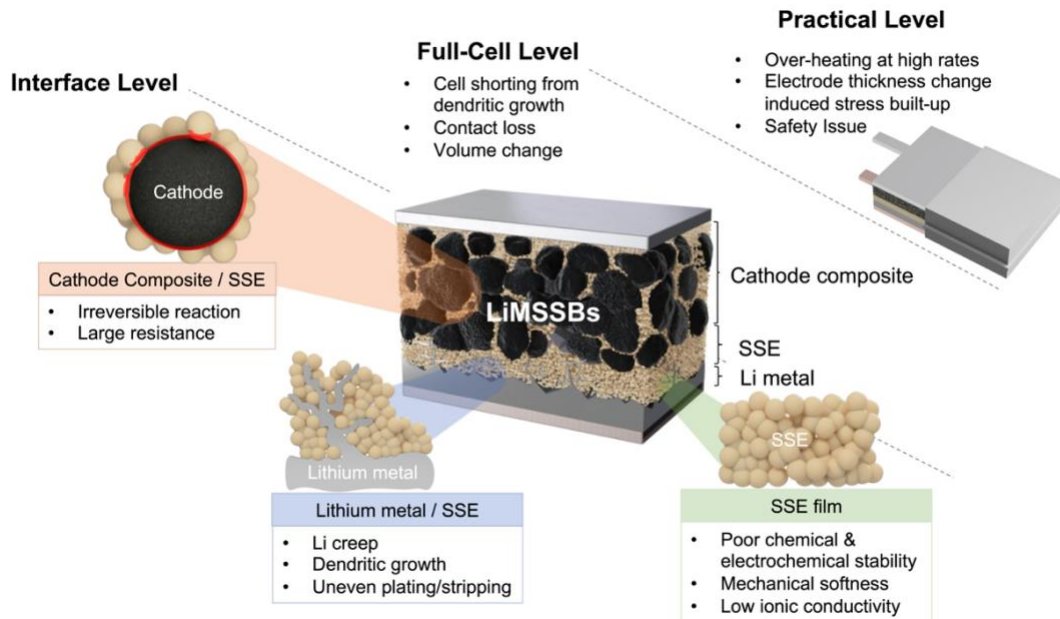 Practical Level
• Over-heating at high rates
• Electrode thickness change
induced stress built-up
• Safety Issue
Full-Cell Level
• Cell shorting from
dendritic growth
• Contact loss
• Volume change
Interface Level
Cathode
Cathode Composite / SSE
• Irreversible reaction
• Large resistance
LiMSSBs
Cathode composite
SSE
Li metal
Lithium metal
Lithium metal / SSE
• Li creep
• Dendritic growth
• Uneven plating/stripping
SSE
SSE film
• Poor chemical &
electrochemical stability
• Mechanical softness
• Low ionic conductivity